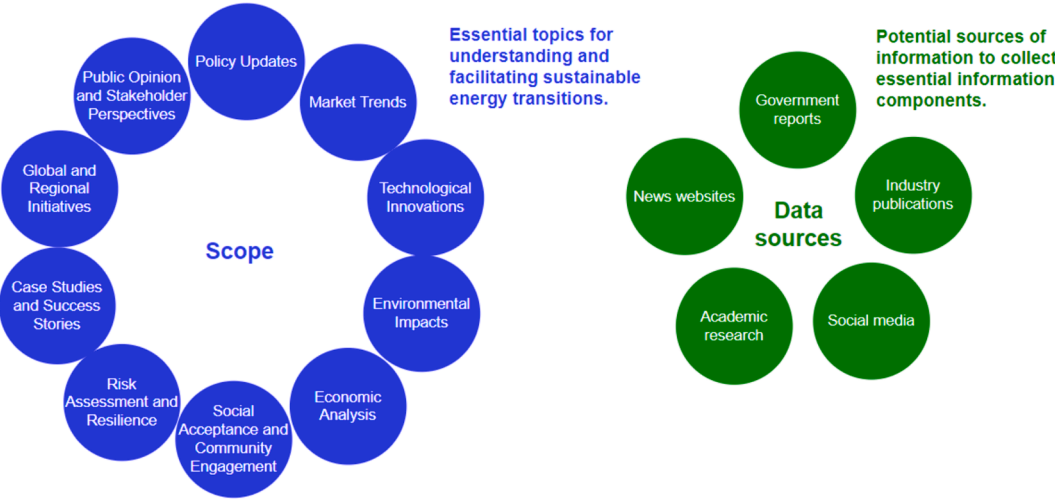 Essential topics for
understanding and
facilitating sustainable
energy transitions.
Policy Updates
Market Trends
Technological
Innovations
Environmental
Impacts
Economic
Analysis
Social
Acceptance and
Community
Engagement
Risk
Assessment and
Resilience
Case Studies
and Success
Stories
Global and
Regional
Initiatives
Public Opinion
and Stakeholder
Perspectives
Scope
Potential sources of
information to collect
essential information
components.
Government
reports
Industry
publications
Social media
Academic
research
News websites
Data
sources